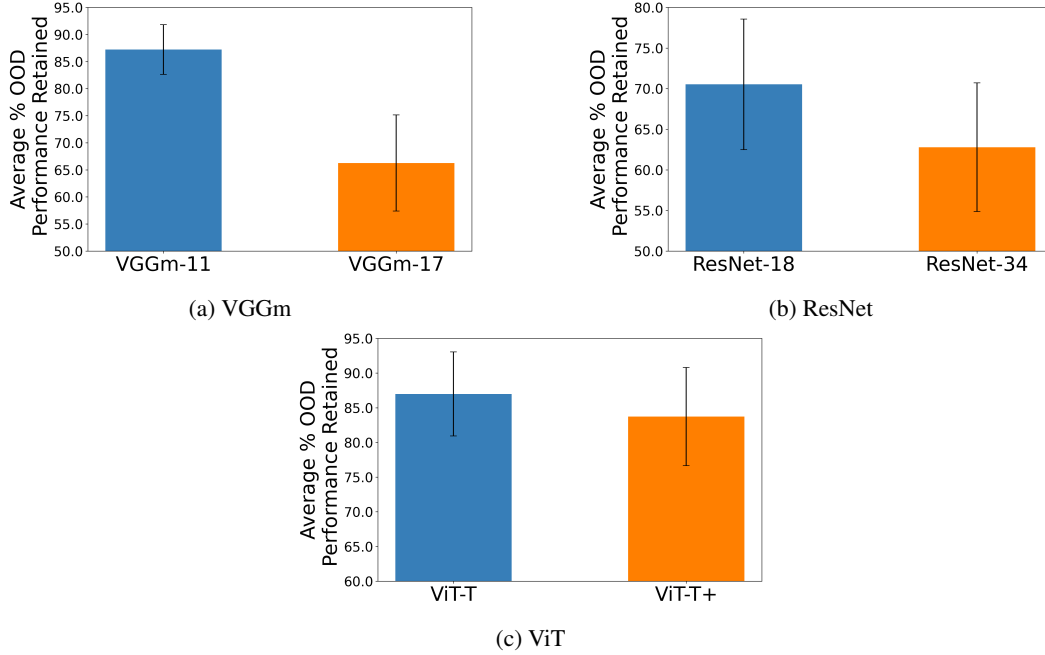 Average % OOD
Performance Retained
95.0
90.0
85.0
80.0
75.0
70.0
65.0
60.0
55.0
50.0
VGGm-11 VGGm-17
(a) VGGm
Average % OOD
Performance Retained
80.0
75.0
70.0
65.0
60.0
55.0
50.0
ResNet-18 ResNet-34
(b) ResNet
Average % OOD
Performance Retained
95.0
90.0
85.0
80.0
75.0
70.0
65.0
60.0
ViT-T ViT-T+
(c) ViT